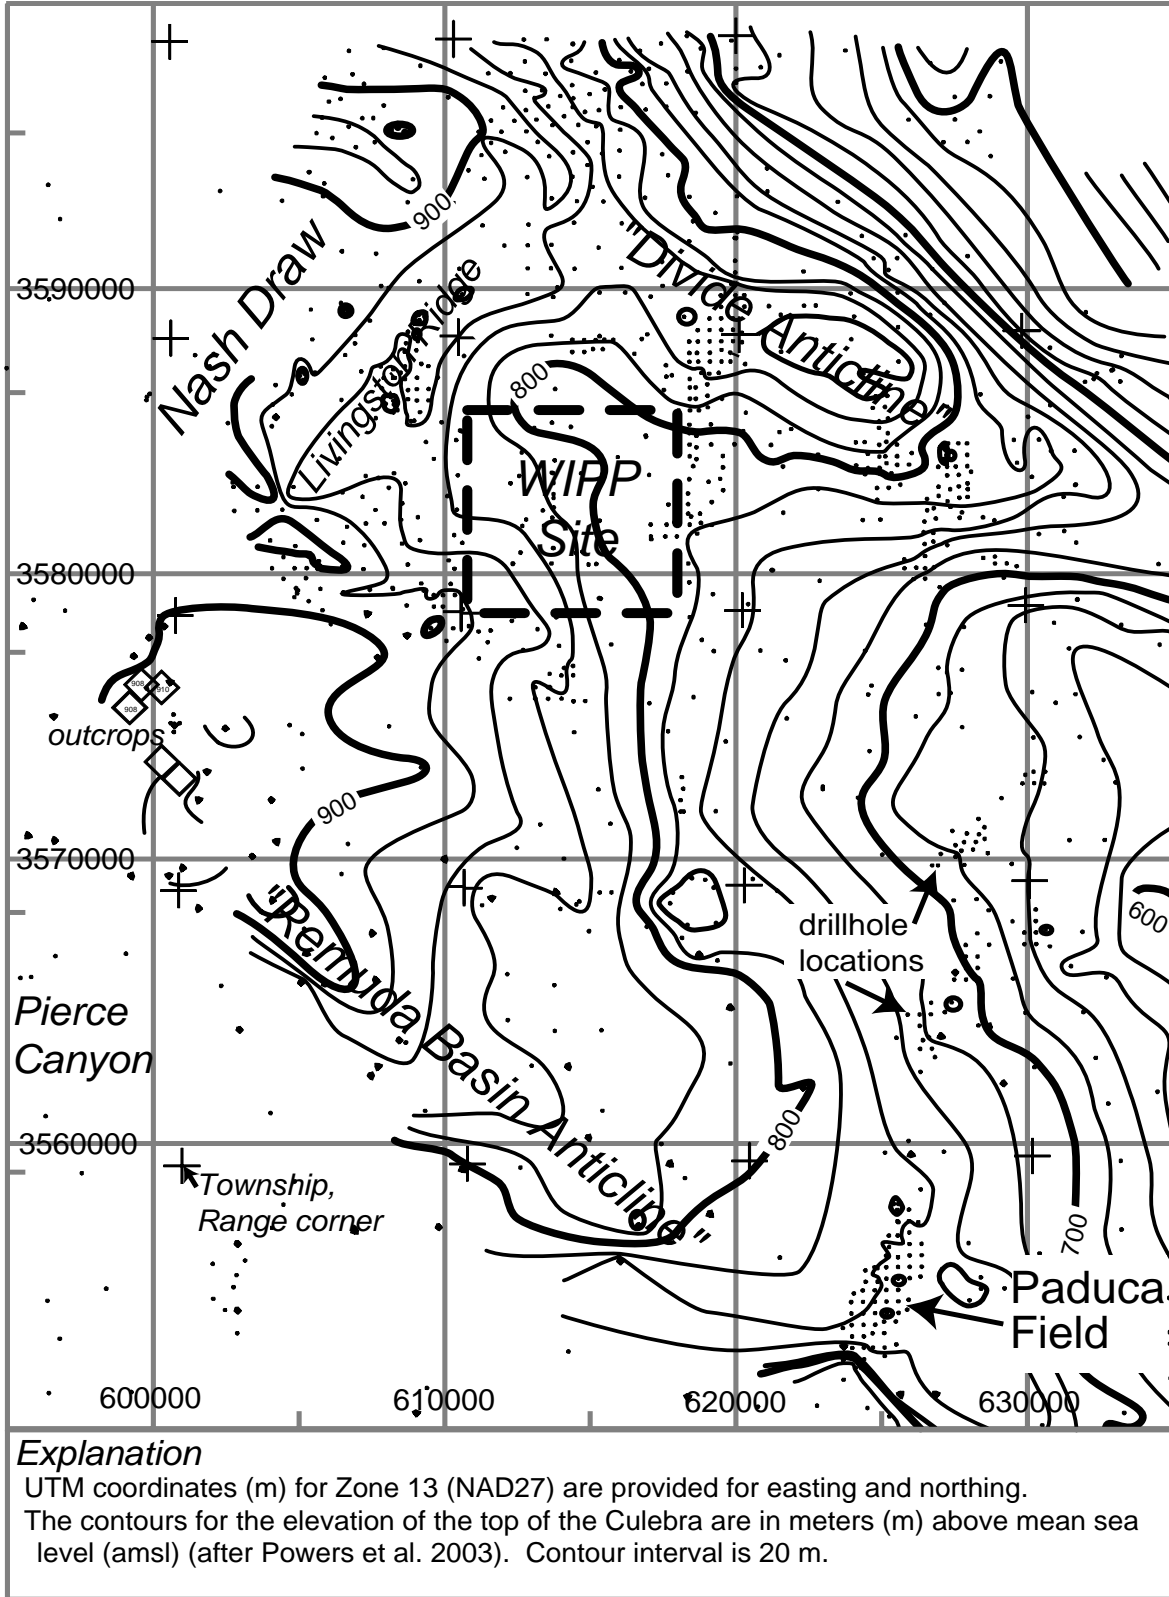 900
"Divide Anticline"
3590000
Nash Draw
Livingston Ridge
800
WIPP
Site
3580000
908
910
908
outcrops
900
3570000
"Remuda Basin Anticline"
600
drillhole
locations
Pierce
Canyon
800
3560000
Township,
Range corner
700
Paduca
Field
600000
610000
620000
630000
Explanation
UTM coordinates (m) for Zone 13 (NAD27) are provided for easting and northing.
The contours for the elevation of the top of the Culebra are in meters (m) above mean sea
level (amsl) (after Powers et al. 2003).  Contour interval is 20 m.